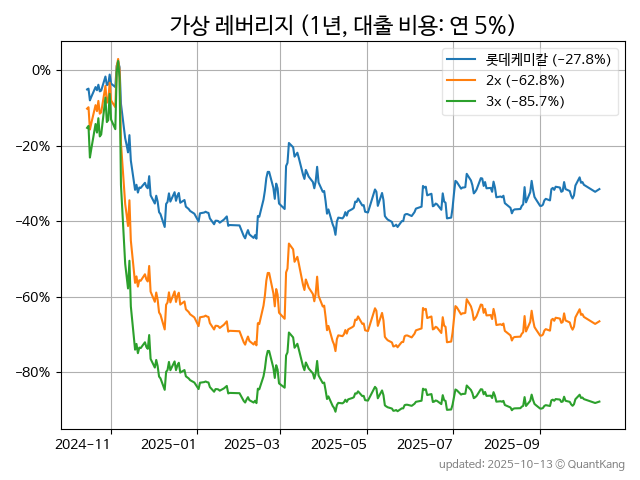 가상 레버리지 (1년, 대출 비용: 연 5%)
롯데케미칼 (−27.8%)
2x (−62.8%)
3x (−85.7%)
0%
−20%
−40%
−60%
−80%
2024-11 2025-01 2025-03 2025-05 2025-07 2025-09
updated: 2025-10-13 © QuantKang